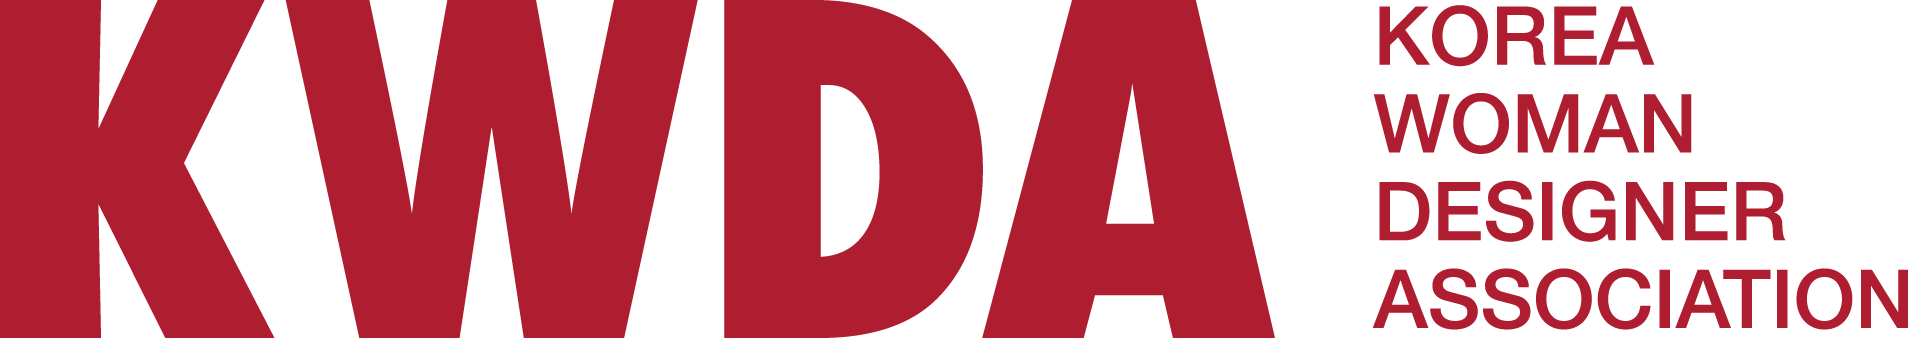 KWDA
KOREA
WOMAN
DESIGNER
ASSOCIATION